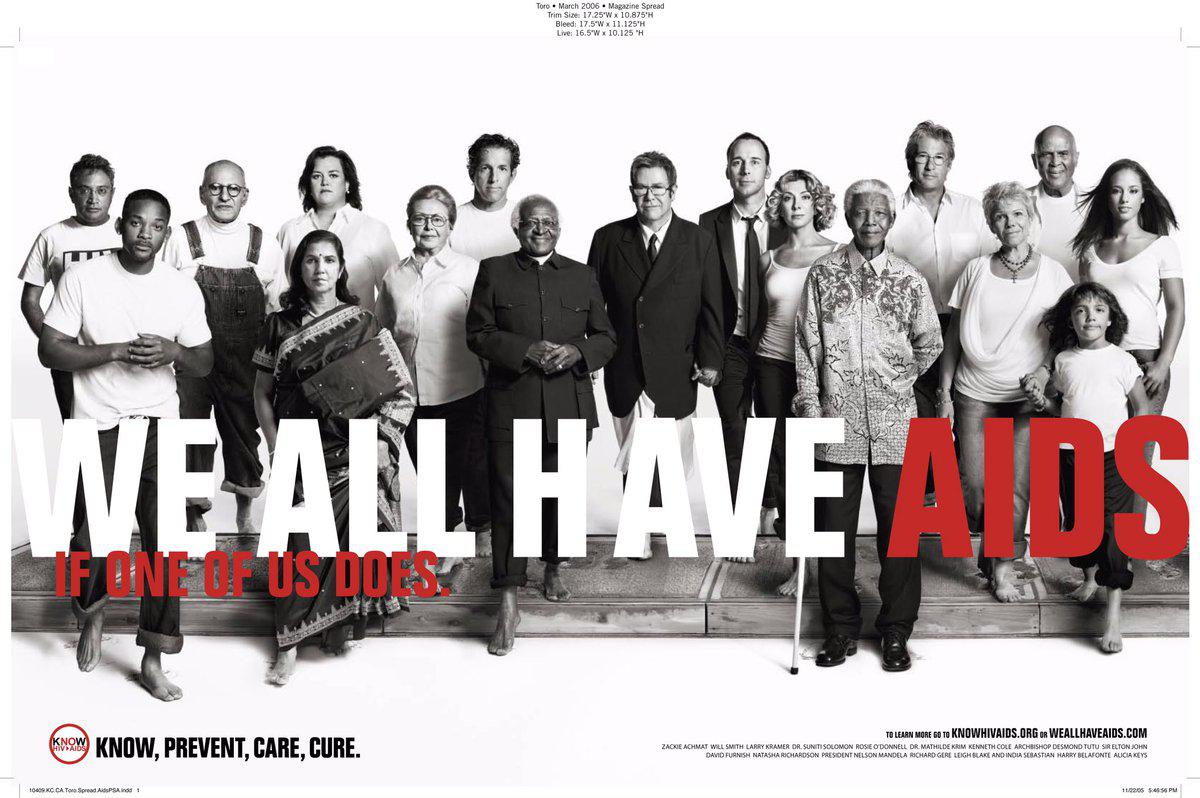 Toro • March 2006 • Magazine Spread
Trim Size: 17.25"W x 10.875"H
Bleed: 17.5"W x 11.125"H
Live: 16.5"W x 10.125 "H
WE ALL HAVE AIDS
IF ONE OF US DOES.
KNOW
HIV>AIDS
KNOW, PREVENT, CARE, CURE.
TO LEARN MORE GO TO KNOWHIVAIDS.ORG OR WEALLHAVEAIDS.COM
ZACKIE ACHMAT WILL SMITH LARRY KRAMER DR. SUNITI SOLOMON ROSIE O'DONNELL DR. MATHILDE KRIM KENNETH COLE ARCHBISHOP DESMOND TUTU SIR ELTON JOHN
DAVID FURNISH NATASHA RICHARDSON PRESIDENT NELSON MANDELA RICHARD GERE LEIGH BLAKE AND INDIA SEBASTIAN HARRY BELAFONTE ALICIA KEYS
10409.KC.CA.Toro.Spread.AidsPSA.indd 1
11/22/05 5:46:56 PM